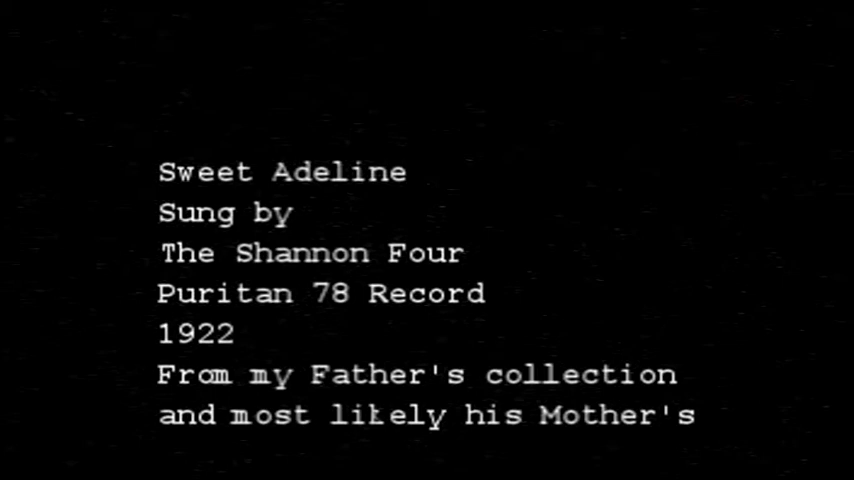 Sweet Adeline
Sung by
The Shannon Four
Puritan 78 Record
1922
From my Father's collection
and most likely his Mother's